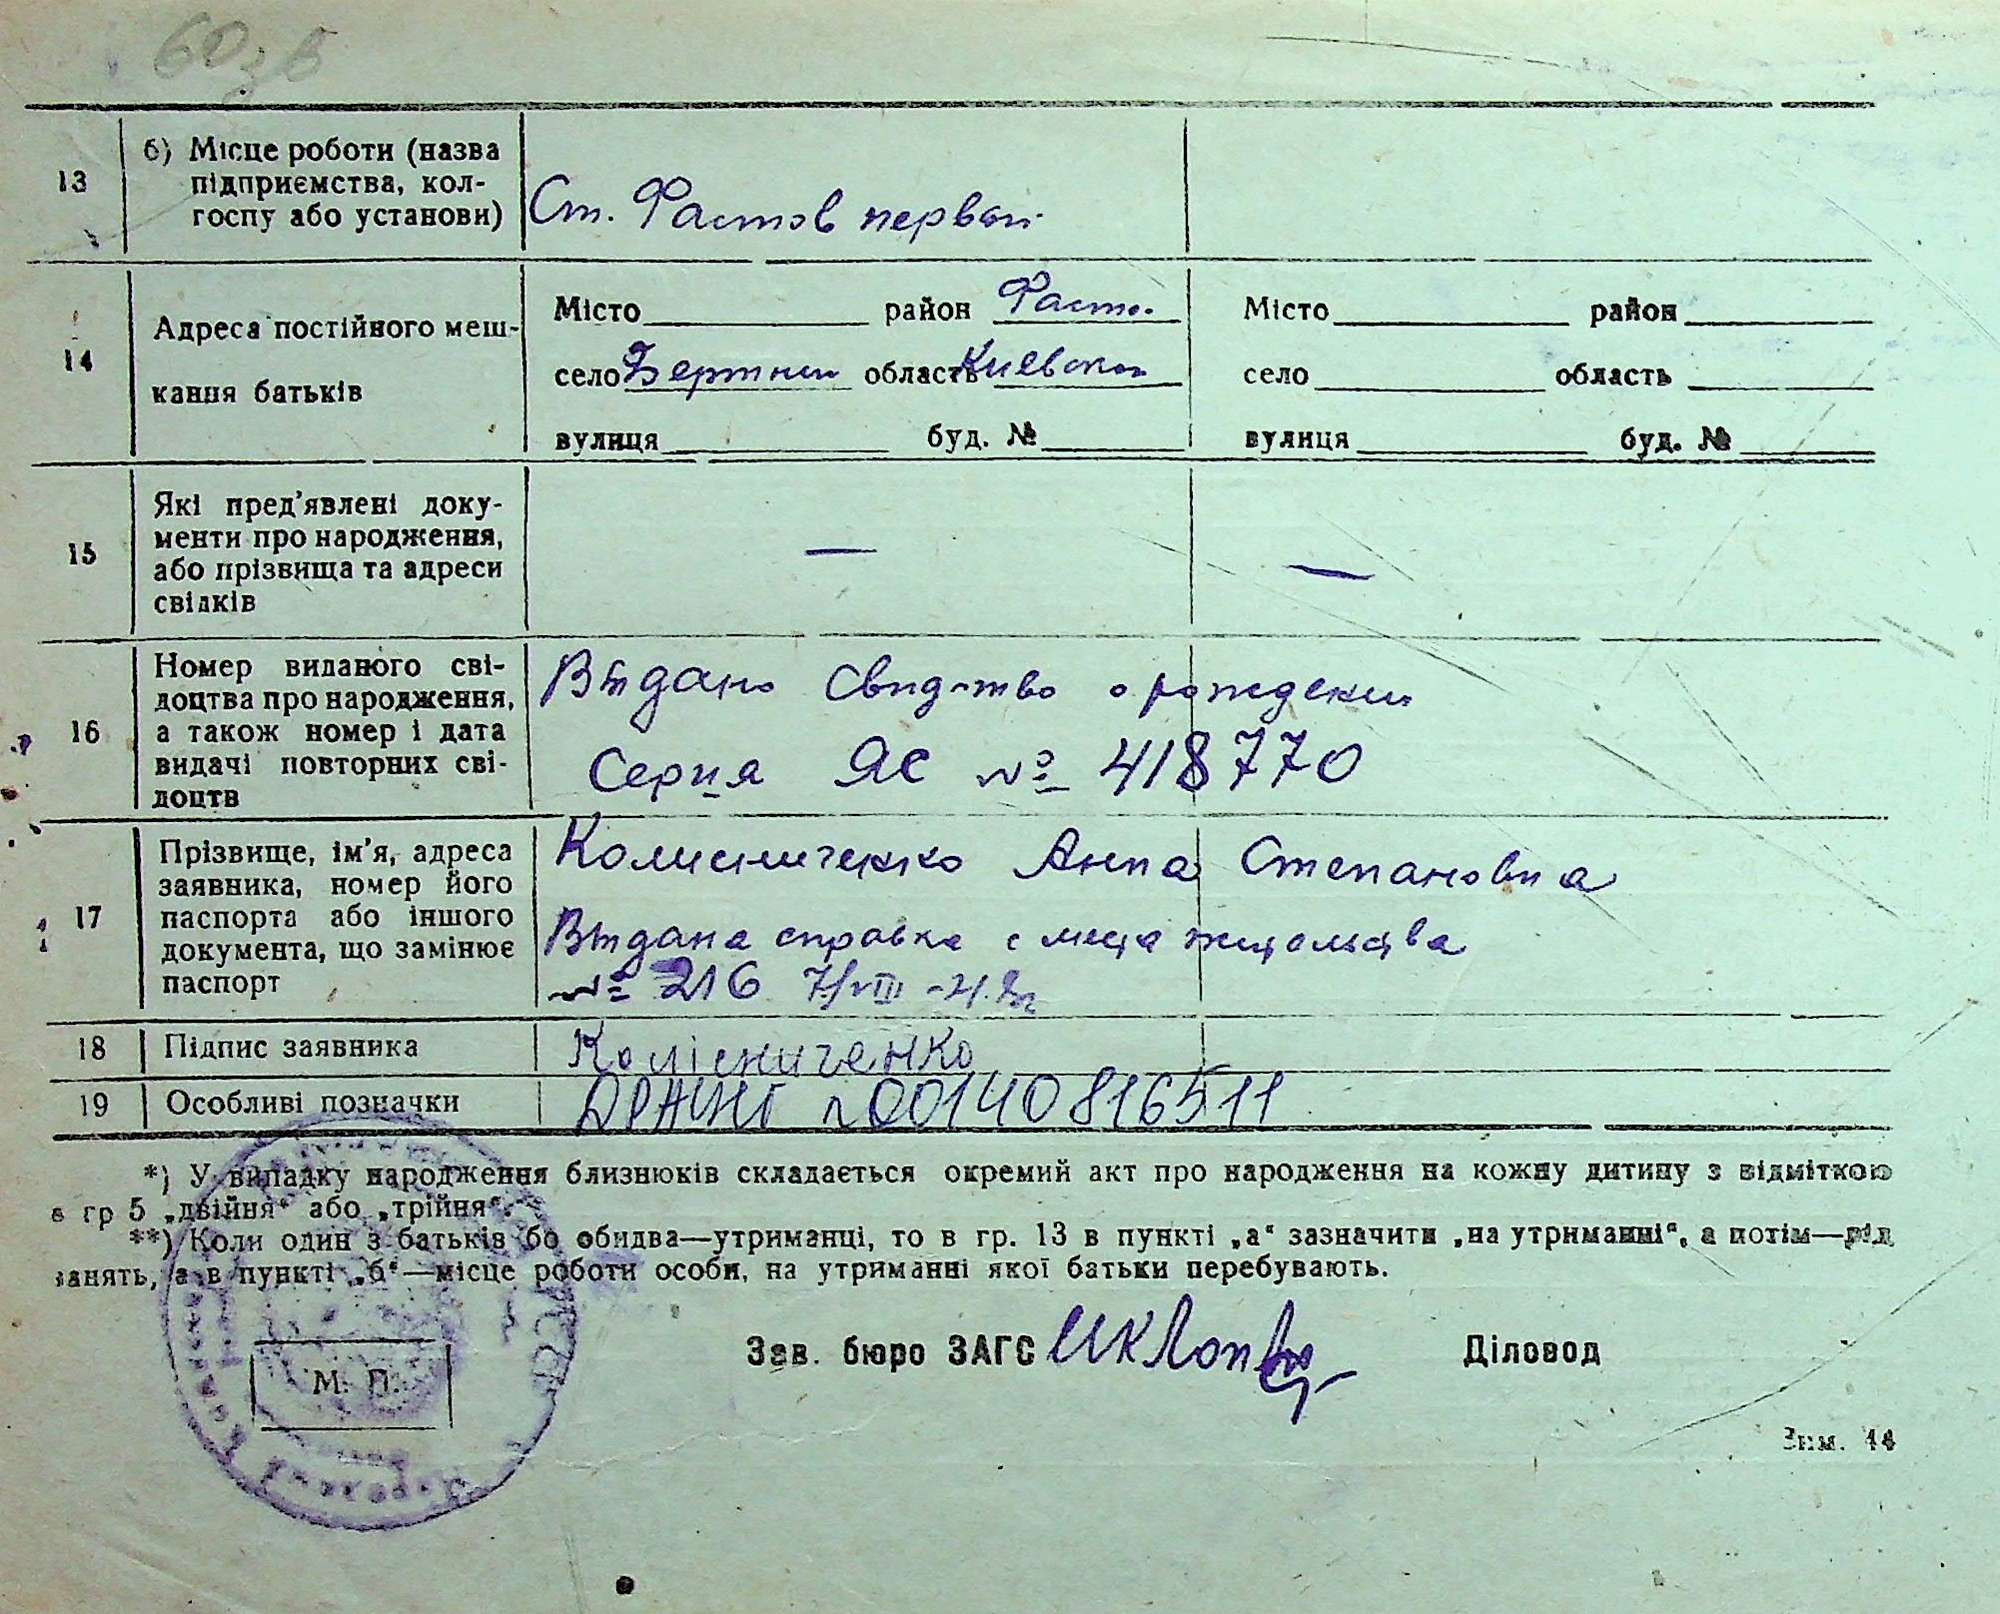 13
б) Місце роботи (назва
підприємства, кол-
госпу або установи)
Ст. Фастов первый
14
Адреса постійного меш-
кання батьків
Місто район Фаст.
село область Киевская
вулиця буд. №
Місто район
село область
вулиця буд. №
15
Які пред’явлені доку-
менти про народження,
або прізвища та адреси
свідків
—
—
16
Номер виданого сві-
доцтва про народження,
а також номер і дата
видачі повторних сві-
доцтв
Выдано свид-тво о рождении
Серия ЯС № 418770
17
Прізвище, ім’я, адреса
заявника, номер його
паспорта або іншого
документа, що замінює
паспорт
Колисниченко Анна Степановна
Выдана справка с места жительства
№ 216
18
Підпис заявника
Колісниченко
19
Особливі позначки
ДРАЦСГ 00140816511
*) У випадку народження близнюків складається окремий акт про народження на кожну дитину з відміткою
в гр 5 „двійня“ або „трійня“.
**) Коли один з батьків бо обидва—утриманці, то в гр. 13 в пункті „а“ зазначити „на утриманні“, а потім—рід
занять, а в пункті „б“—місце роботи особи, на утриманні якої батьки перебувають.
Зав. бюро ЗАГС
Діловод
М. П.
Зам. 44